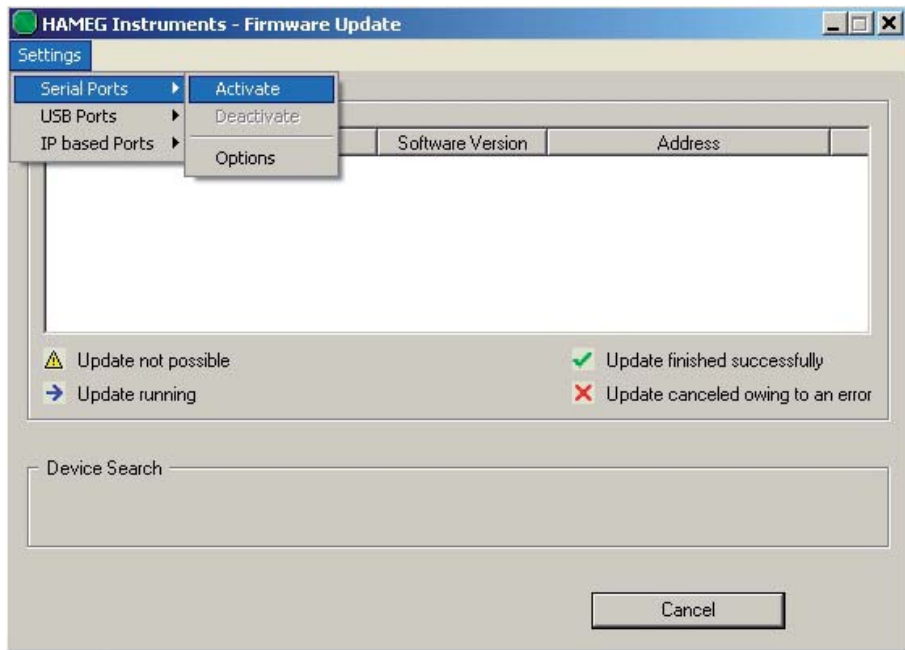 HAMEG Instruments - Firmware Update
Settings
Serial Ports
USB Ports
IP based Ports
Activate
Deactivate
Options
Software Version
Address
Update not possible
Update finished successfully
Update running
Update canceled owing to an error
Device Search
Cancel